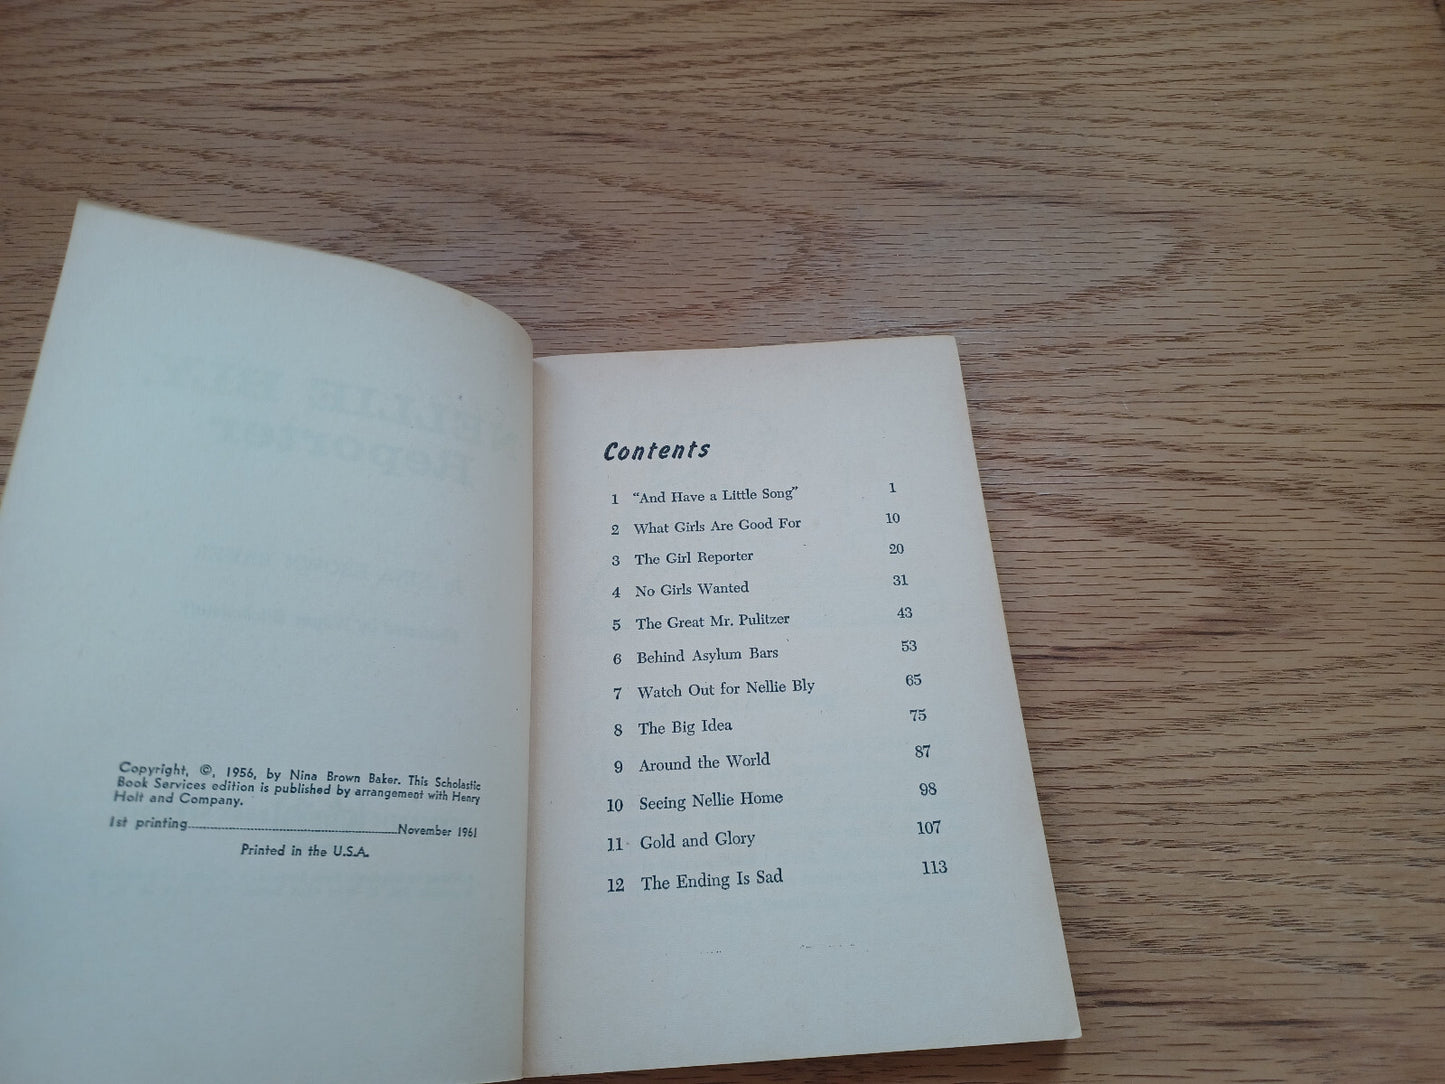 Copyright, ©, 1956, by Nina Brown Baker. This Scholastic
Book Services edition is published by arrangement with Henry
Holt and Company.
1st printing........................................................November 1961
Printed in the U.S.A.
Contents
1 “And Have a Little Song” 1
2 What Girls Are Good For 10
3 The Girl Reporter 20
4 No Girls Wanted 31
5 The Great Mr. Pulitzer 43
6 Behind Asylum Bars 53
7 Watch Out for Nellie Bly 65
8 The Big Idea 75
9 Around the World 87
10 Seeing Nellie Home 98
11 Gold and Glory 107
12 The Ending Is Sad 113